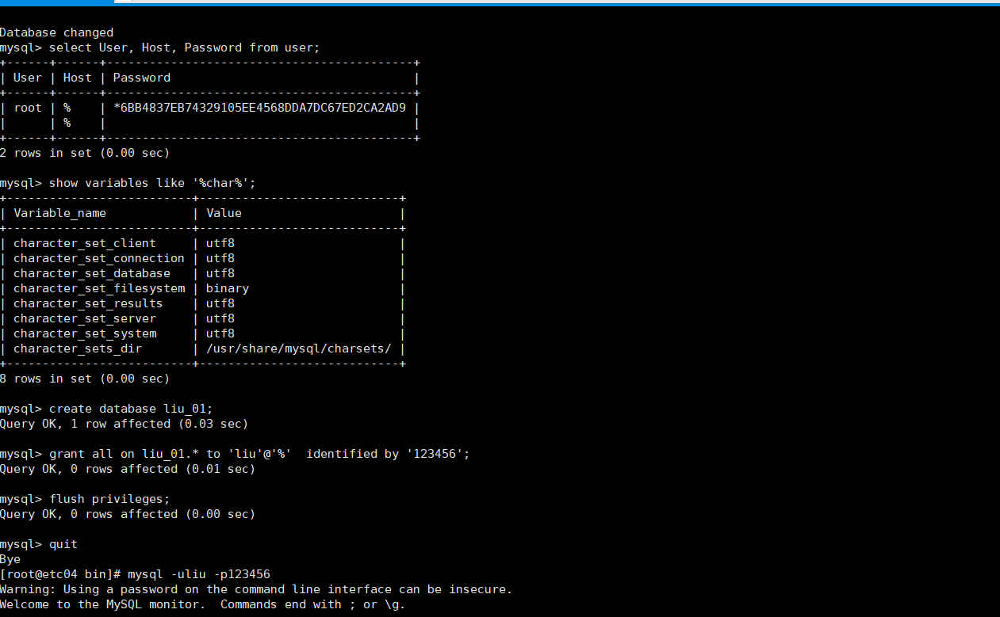 Database changed
mysql> select User, Host, Password from user;
+------+------+-------------------------------------------+
| User | Host | Password                                  |
+------+------+-------------------------------------------+
| root | %    | *6BB4837EB74329105EE4568DDA7DC67ED2CA2AD9 |
|      | %    |                                           |
+------+------+-------------------------------------------+
2 rows in set (0.00 sec)
mysql> show variables like '%char%';
+--------------------------+----------------------------+
| Variable_name            | Value                      |
+--------------------------+----------------------------+
| character_set_client     | utf8                       |
| character_set_connection | utf8                       |
| character_set_database   | utf8                       |
| character_set_filesystem | binary                     |
| character_set_results    | utf8                       |
| character_set_server     | utf8                       |
| character_set_system     | utf8                       |
| character_sets_dir       | /usr/share/mysql/charsets/ |
+--------------------------+----------------------------+
8 rows in set (0.00 sec)
mysql> create database liu_01;
Query OK, 1 row affected (0.03 sec)
mysql> grant all on liu_01.* to 'liu'@'%'  identified by '123456';
Query OK, 0 rows affected (0.01 sec)
mysql> flush privileges;
Query OK, 0 rows affected (0.00 sec)
mysql> quit
Bye
[root@etc04 bin]# mysql -uliu -p123456
Warning: Using a password on the command line interface can be insecure.
Welcome to the MySQL monitor.  Commands end with ; or \g.